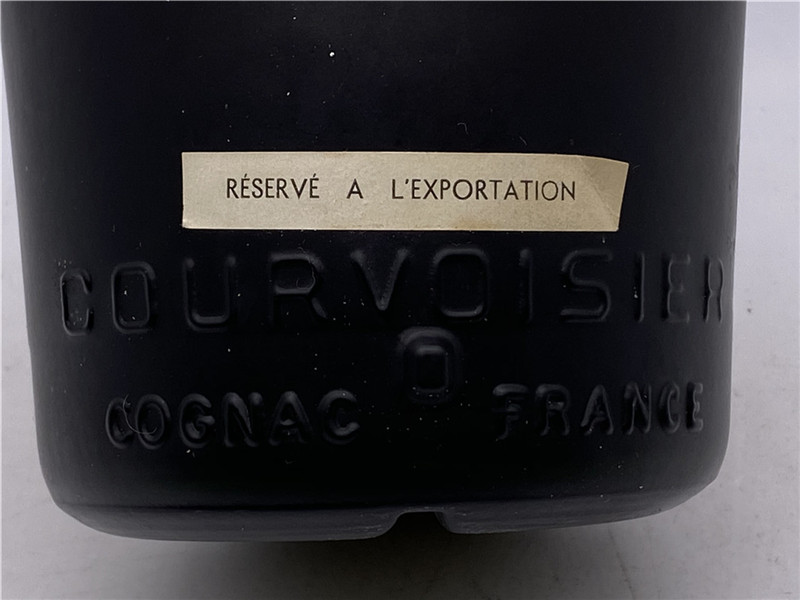 RÉSERVÉ A L'EXPORTATION
COURVOISIER
O
COGNAC FRANCE